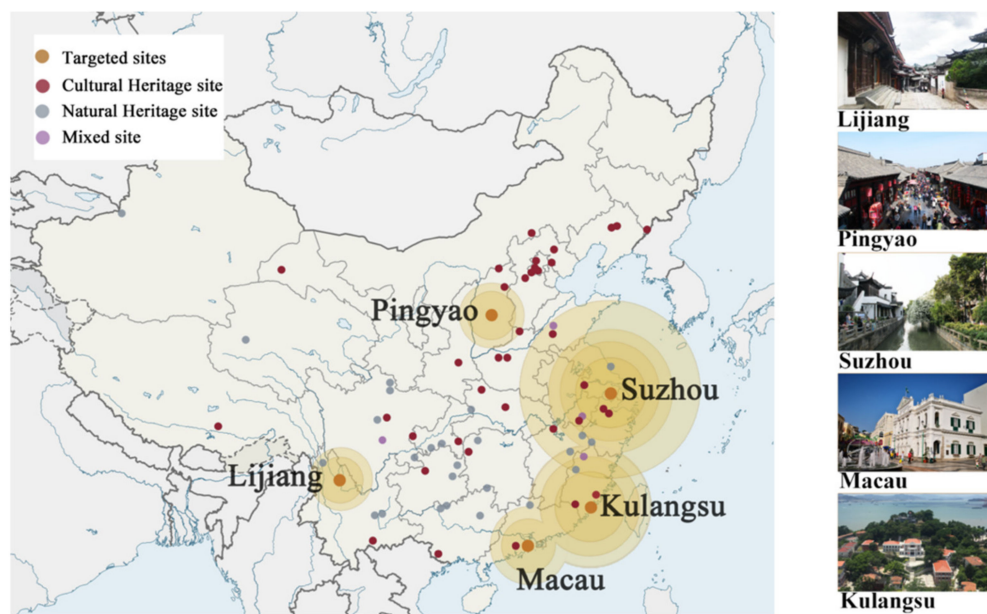 Targeted sites
Cultural Heritage site
Natural Heritage site
Mixed site
Pingyao
Suzhou
Lijiang
Kulangsu
Macau
Lijiang
Pingyao
Suzhou
Macau
Kulangsu